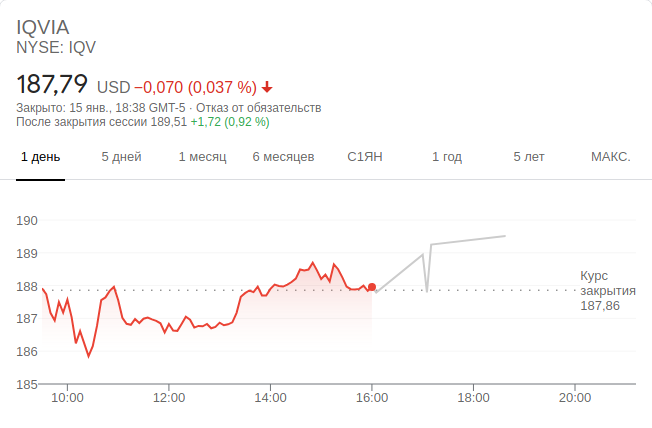 IQVIA
NYSE: IQV
187,79 USD −0,070 (0,037 %)
Закрыто: 15 янв., 18:38 GMT-5 · Отказ от обязательств
После закрытия сессии 189,51 +1,72 (0,92 %)
1 день 5 дней 1 месяц 6 месяцев С1ЯН 1 год 5 лет МАКС.
190
189
188
187
186
185
Курс
закрытия
187,86
10:00 12:00 14:00 16:00 18:00 20:00